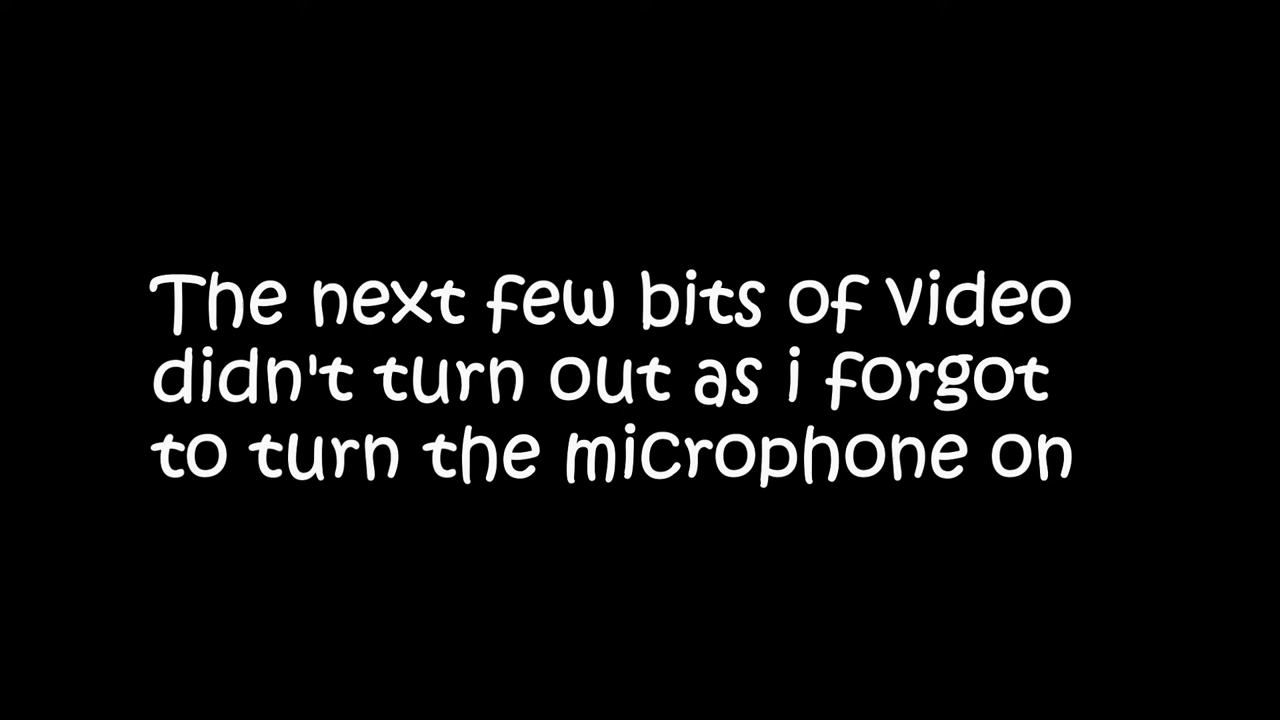 The next few bits of video
didn't turn out as i forgot
to turn the microphone on